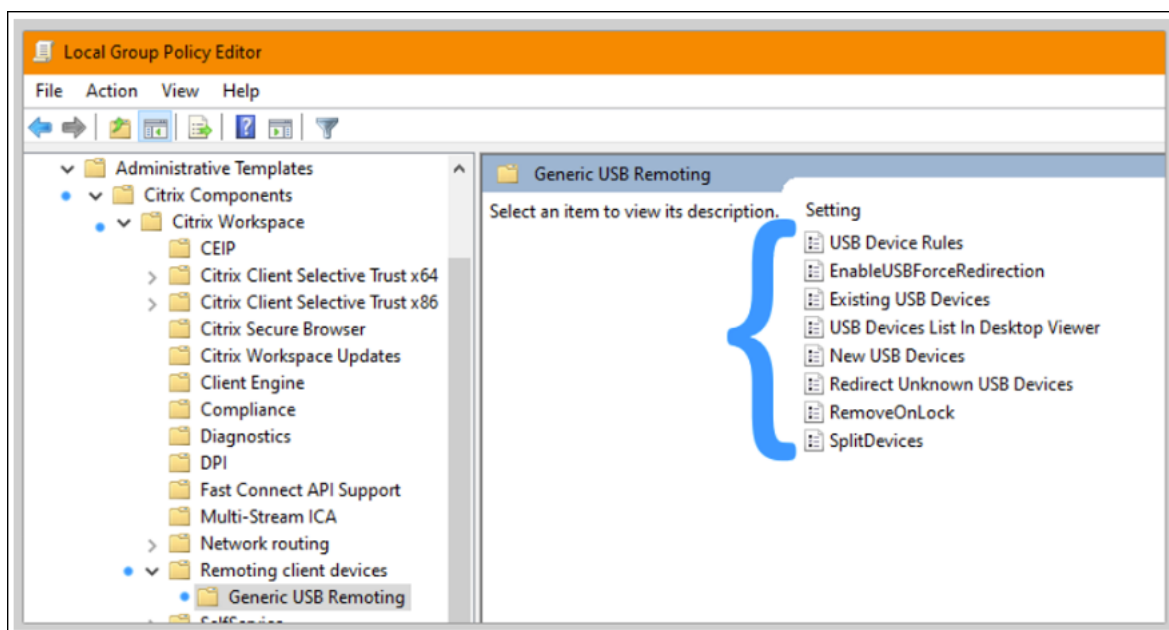 Local Group Policy Editor
File Action View Help
Administrative Templates
Citrix Components
Citrix Workspace
CEIP
Citrix Client Selective Trust x64
Citrix Client Selective Trust x86
Citrix Secure Browser
Citrix Workspace Updates
Client Engine
Compliance
Diagnostics
DPI
Fast Connect API Support
Multi-Stream ICA
Network routing
Remoting client devices
Generic USB Remoting
Generic USB Remoting
Select an item to view its description.
Setting
USB Device Rules
EnableUSBForceRedirection
Existing USB Devices
USB Devices List In Desktop Viewer
New USB Devices
Redirect Unknown USB Devices
RemoveOnLock
SplitDevices